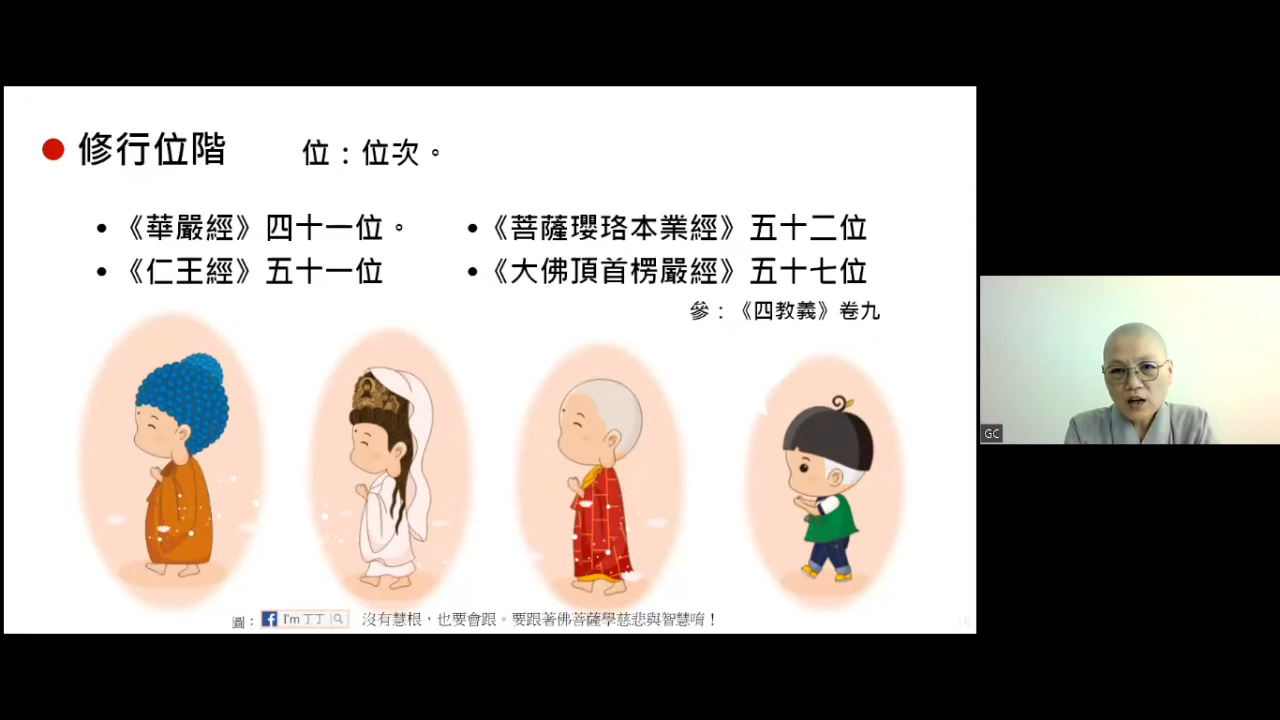 修行位階 位：位次。
• 《華嚴經》四十一位。 • 《菩薩瓔珞本業經》五十二位
• 《仁王經》五十一位 • 《大佛頂首楞嚴經》五十七位
參：《四教義》卷九
圖： I'm 丁丁 沒有慧根，也要會跟。要跟著佛菩薩學慈悲與智慧唷！
16
GC